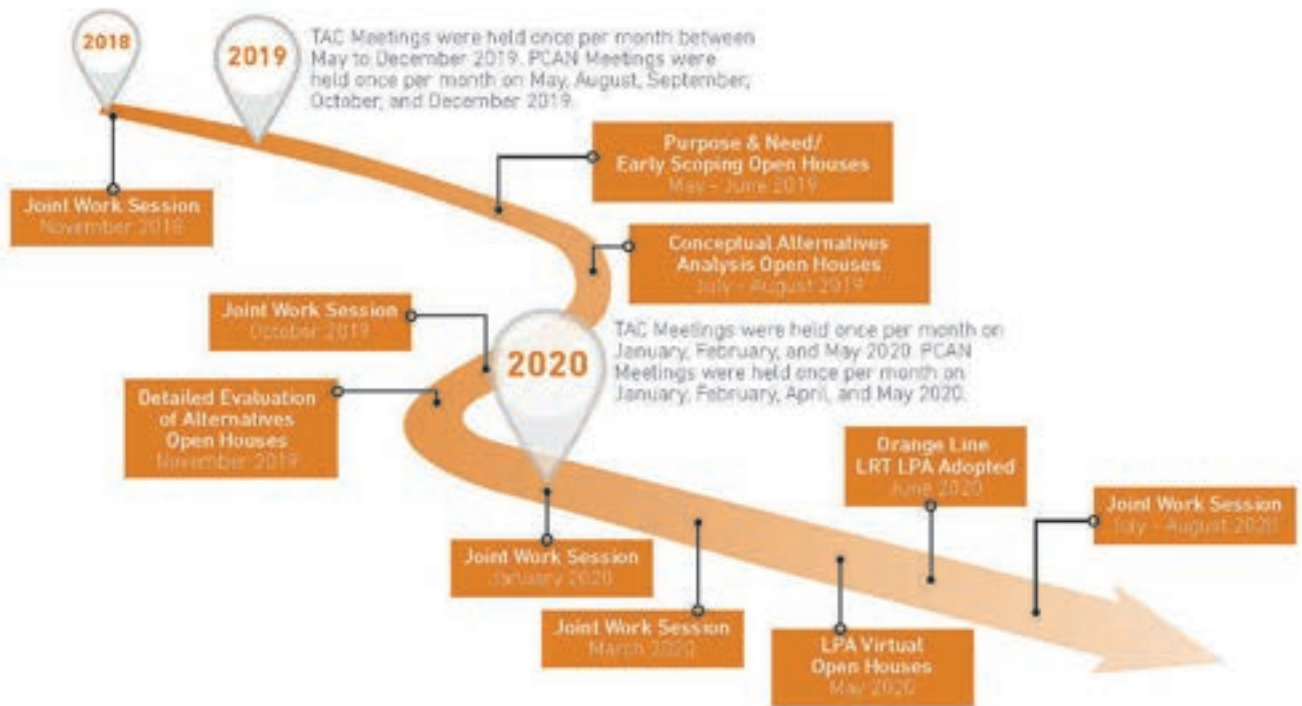 2018
2019
TAC Meetings were held once per month between
May to December 2019. PCAN Meetings were
held once per month on May, August, September,
October, and December 2019.
Purpose & Need/
Early Scoping Open Houses
May - June 2019
Joint Work Session
November 2018
Conceptual Alternatives
Analysis Open Houses
July - August 2019
Joint Work Session
October 2019
2020
TAC Meetings were held once per month on
January, February, and May 2020. PCAN
Meetings were held once per month on
January, February, April, and May 2020.
Detailed Evaluation
of Alternatives
Open Houses
November 2019
Orange Line
LRT LPA Adopted
June 2020
Joint Work Session
July - August 2020
Joint Work Session
January 2020
Joint Work Session
March 2020
LPA Virtual
Open Houses
May 2020